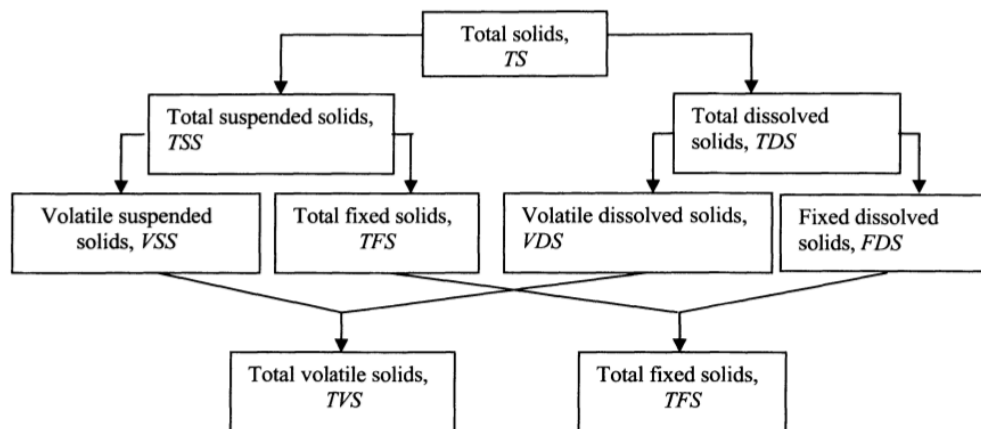 Total solids,
TS
Total suspended solids,
TSS
Total dissolved
solids, TDS
Volatile suspended
solids, VSS
Total fixed solids,
TFS
Volatile dissolved solids,
VDS
Fixed dissolved
solids, FDS
Total volatile solids,
TVS
Total fixed solids,
TFS